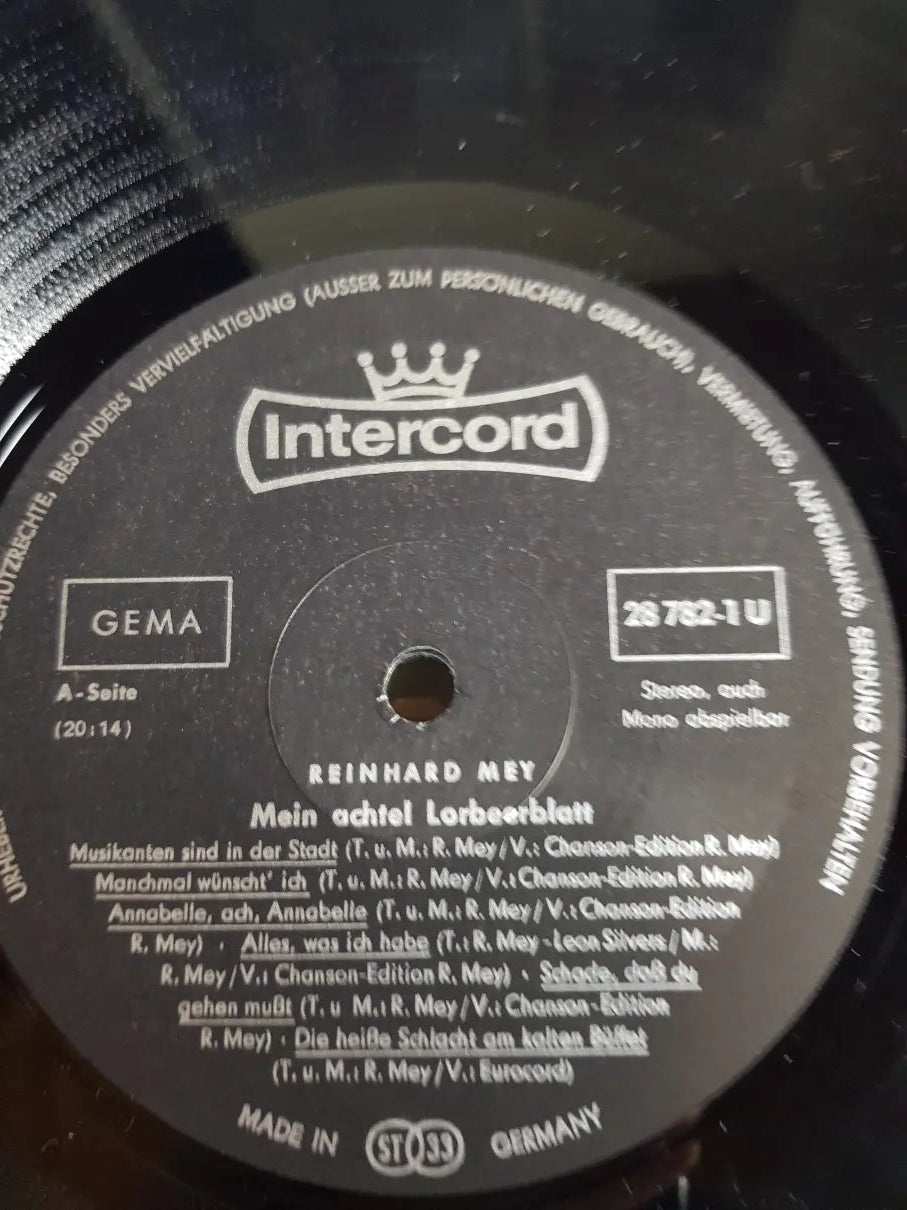 SCHUTZRECHTE, BESONDERS VERVIELFÄLTIGUNG (AUSSER ZUM PERSÖNLICHEN GEBRAUCH), VERMIETUNG, AUFFÜHRUNG, SENDUNG VORBEHALTEN
Intercord
GEMA
28 782-1 U
A-Seite
(20:14)
Stereo, auch
Mono abspielbar
REINHARD MEY
Mein achtel Lorbeerblatt
Musikanten sind in der Stadt (T. u. M.: R. Mey/V.: Chanson-Edition R. Mey)
Manchmal wünscht' ich (T. u. M.: R. Mey/V.: Chanson-Edition R. Mey)
Annabelle, ach, Annabelle (T. u. M.: R. Mey/V.: Chanson-Edition
R. Mey) · Alles, was ich habe (T.: R. Mey-Leon Silvers/M.:
R. Mey/V.: Chanson-Edition R. Mey) · Schade, daß du
gehen mußt (T. u M.: R. Mey/V.: Chanson-Edition
R. Mey) · Die heiße Schlacht am kalten Büffet
(T. u. M.: R. Mey/V.: Eurocord)
MADE IN ST 33 GERMANY